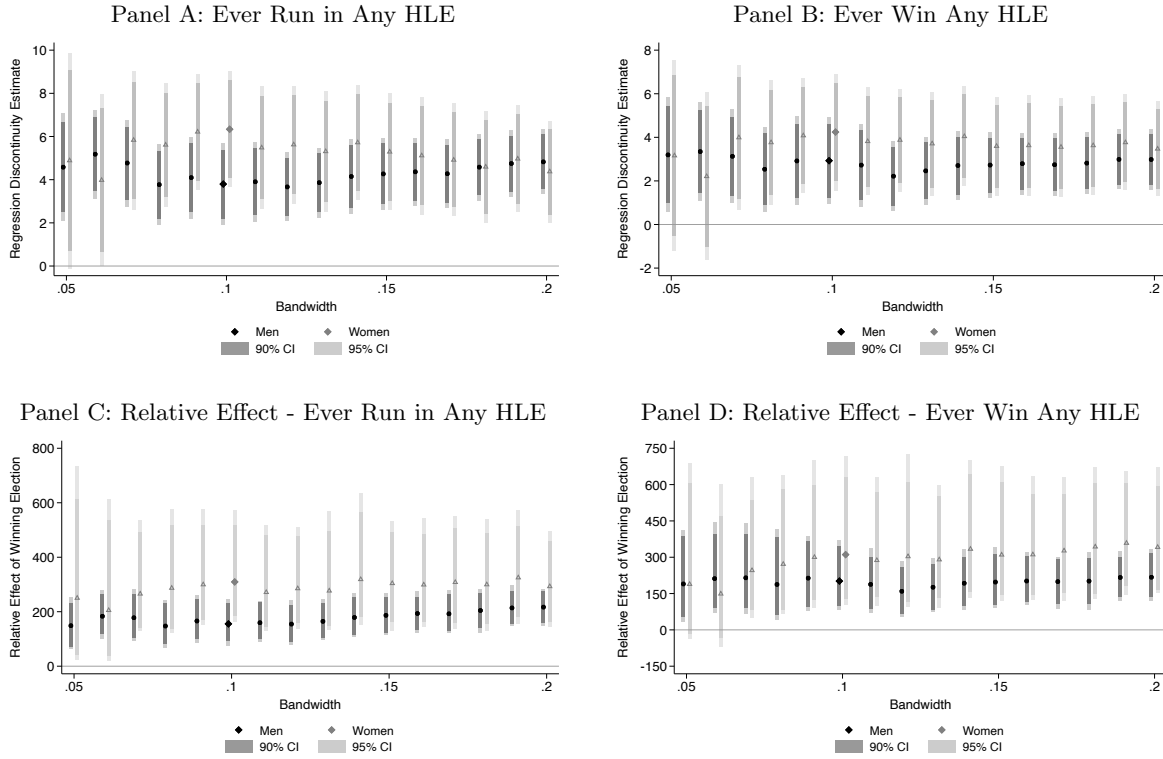 Panel A: Ever Run in Any HLE
Regression Discontinuity Estimate
10
8
6
4
2
0
.05
.1
.15
.2
Bandwidth
Men
Women
90% CI
95% CI
Panel B: Ever Win Any HLE
Regression Discontinuity Estimate
8
6
4
2
0
-2
.05
.1
.15
.2
Bandwidth
Men
Women
90% CI
95% CI
Panel C: Relative Effect - Ever Run in Any HLE
Relative Effect of Winning Election
800
600
400
200
0
.05
.1
.15
.2
Bandwidth
Men
Women
90% CI
95% CI
Panel D: Relative Effect - Ever Win Any HLE
Relative Effect of Winning Election
750
600
450
300
150
0
-150
.05
.1
.15
.2
Bandwidth
Men
Women
90% CI
95% CI